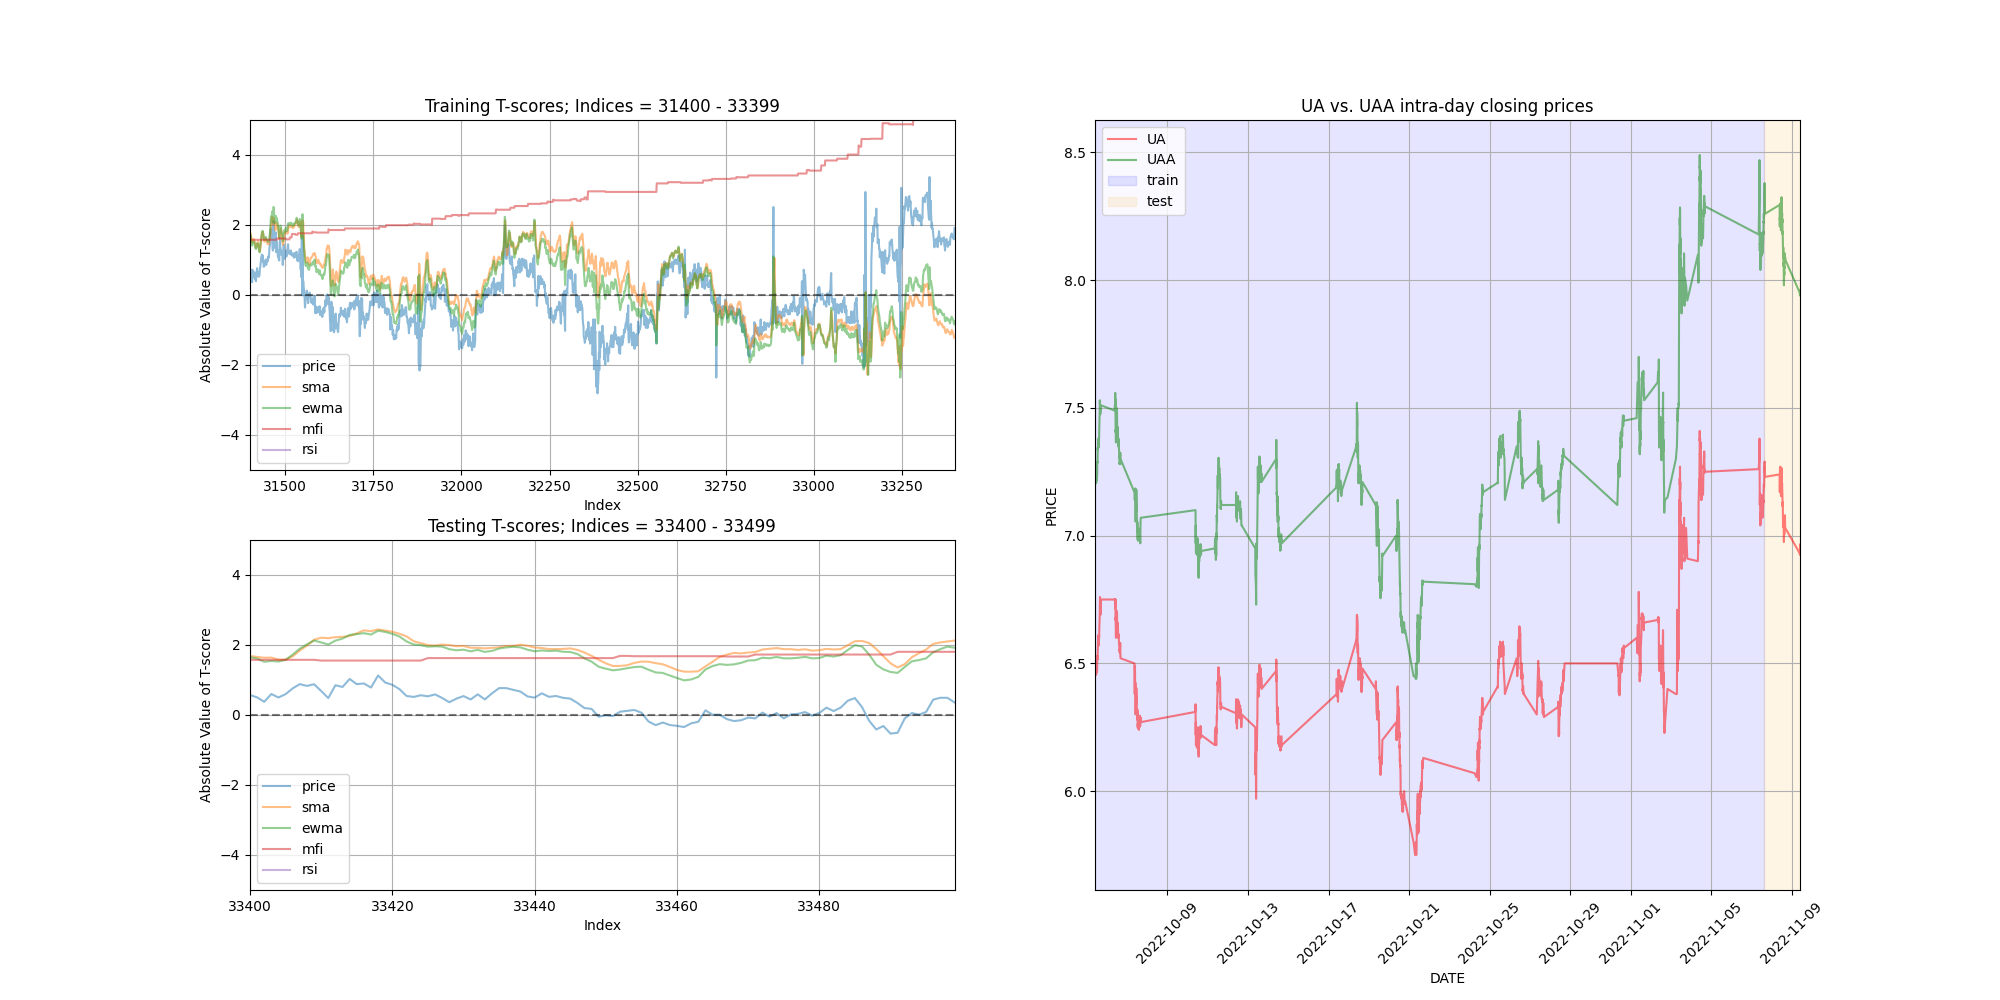 Training T-scores; Indices = 31400 - 33399
Absolute Value of T-score
4
2
0
−2
−4
price
sma
ewma
mfi
rsi
31500 31750 32000 32250 32500 32750 33000 33250
Index
Testing T-scores; Indices = 33400 - 33499
Absolute Value of T-score
4
2
0
−2
−4
price
sma
ewma
mfi
rsi
33400 33420 33440 33460 33480
Index
UA vs. UAA intra-day closing prices
UA
UAA
train
test
PRICE
8.5
8.0
7.5
7.0
6.5
6.0
2022-10-09 2022-10-13 2022-10-17 2022-10-21 2022-10-25 2022-10-29 2022-11-01 2022-11-05 2022-11-09
DATE